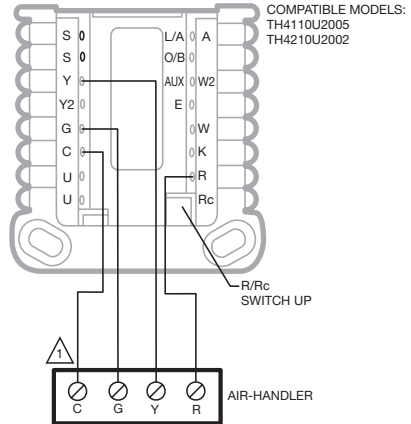 COMPATIBLE MODELS:
TH4110U2005
TH4210U2002
S L/A A
S O/B
Y AUX W2
Y2 E
G W
C K
U R
U Rc
R/Rc
SWITCH UP
1
AIR-HANDLER
C G Y R